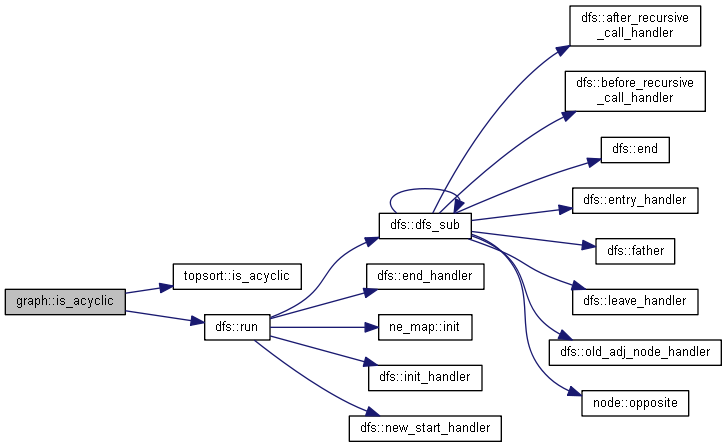 dfs::after_recursive
_call_handler
dfs::before_recursive
_call_handler
dfs::end
dfs::entry_handler
dfs::dfs_sub
dfs::father
topsort::is_acyclic
dfs::end_handler
graph::is_acyclic
dfs::leave_handler
dfs::run
ne_map::init
dfs::old_adj_node_handler
dfs::init_handler
node::opposite
dfs::new_start_handler